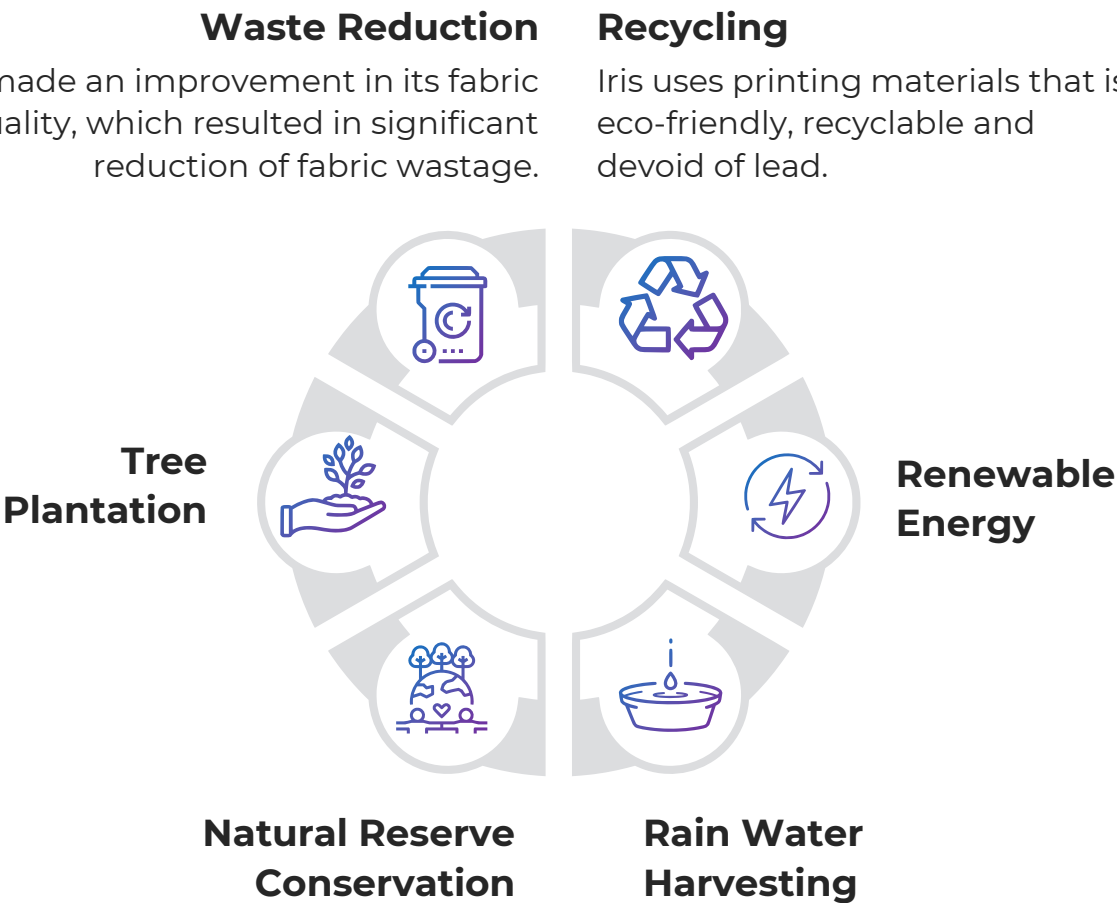 Waste Reduction
made an improvement in its fabric
quality, which resulted in significant
reduction of fabric wastage.
Recycling
Iris uses printing materials that is
eco-friendly, recyclable and
devoid of lead.
Tree
Plantation
Renewable
Energy
Natural Reserve
Conservation
Rain Water
Harvesting